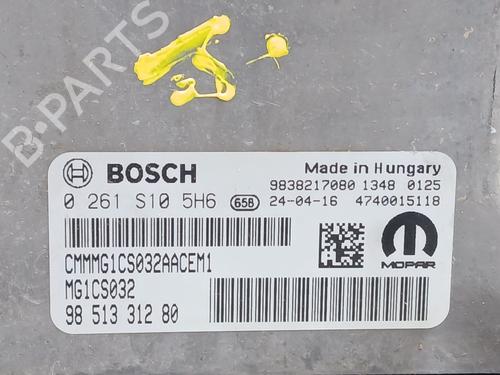 BOSCH
Made in Hungary
9838217080 1348 0125
0 261 S10 5H6 658 24-04-16 4740015118
CMMMG1CS032AACEM1
MG1CS032
MOPAR
98 513 312 80
B-PARTS